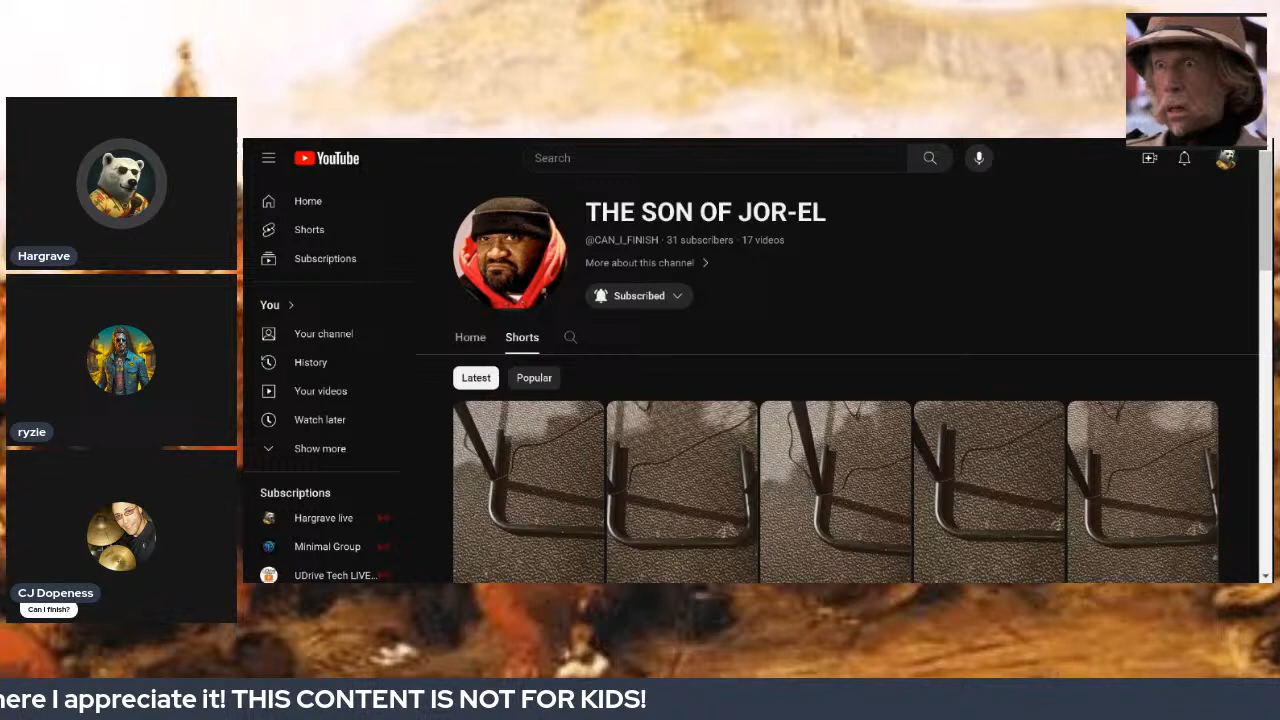 Hargrave
ryzie
CJ Dopeness
Can I finish?
YouTube
Search
Home
Shorts
Subscriptions
You
Your channel
History
Your videos
Watch later
Show more
Subscriptions
Hargrave live
Minimal Group
UDrive Tech LIVE...
THE SON OF JOR-EL
@CAN_I_FINISH · 31 subscribers · 17 videos
More about this channel
Subscribed
Home Shorts
Latest Popular
here I appreciate it! THIS CONTENT IS NOT FOR KIDS!